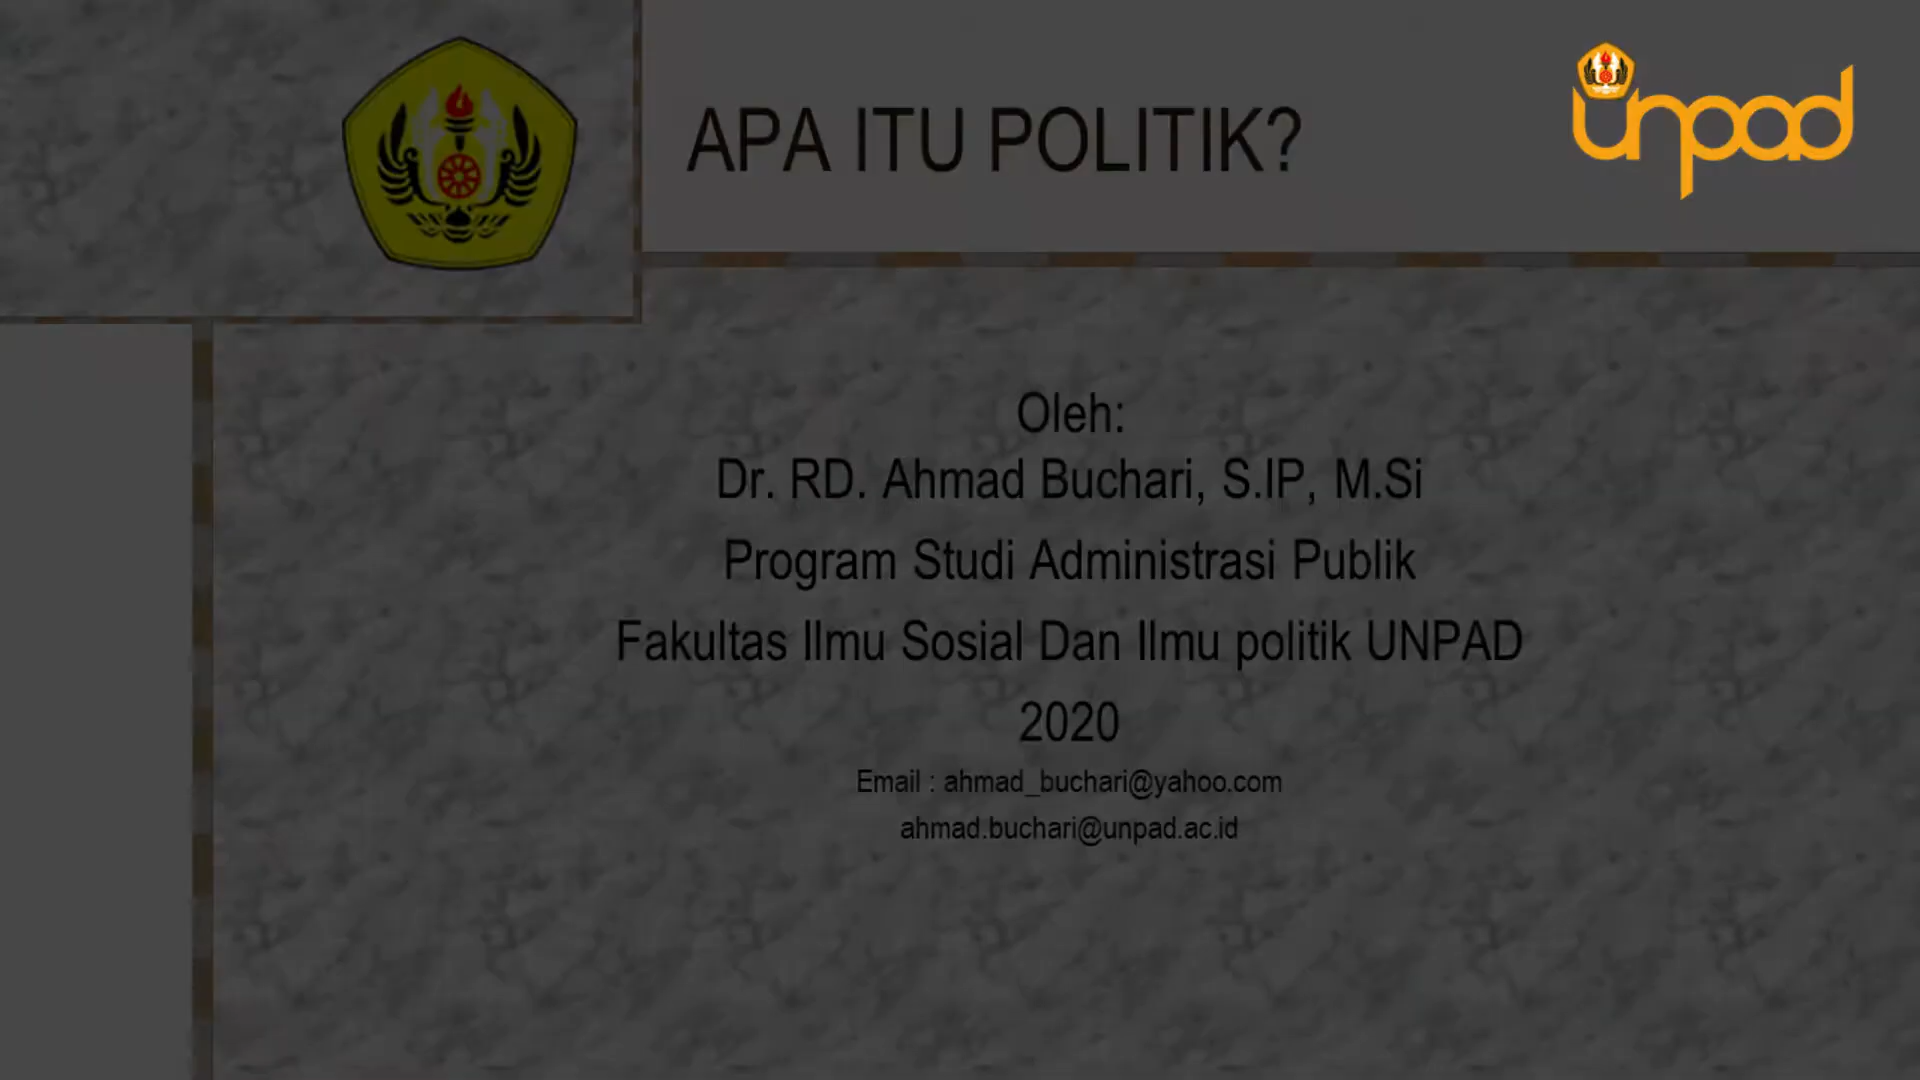 APA ITU POLITIK?
unpad
Oleh:
Dr. RD. Ahmad Buchari, S.IP, M.Si
Program Studi Administrasi Publik
Fakultas Ilmu Sosial Dan Ilmu politik UNPAD
2020
Email : ahmad_buchari@yahoo.com
ahmad.buchari@unpad.ac.id